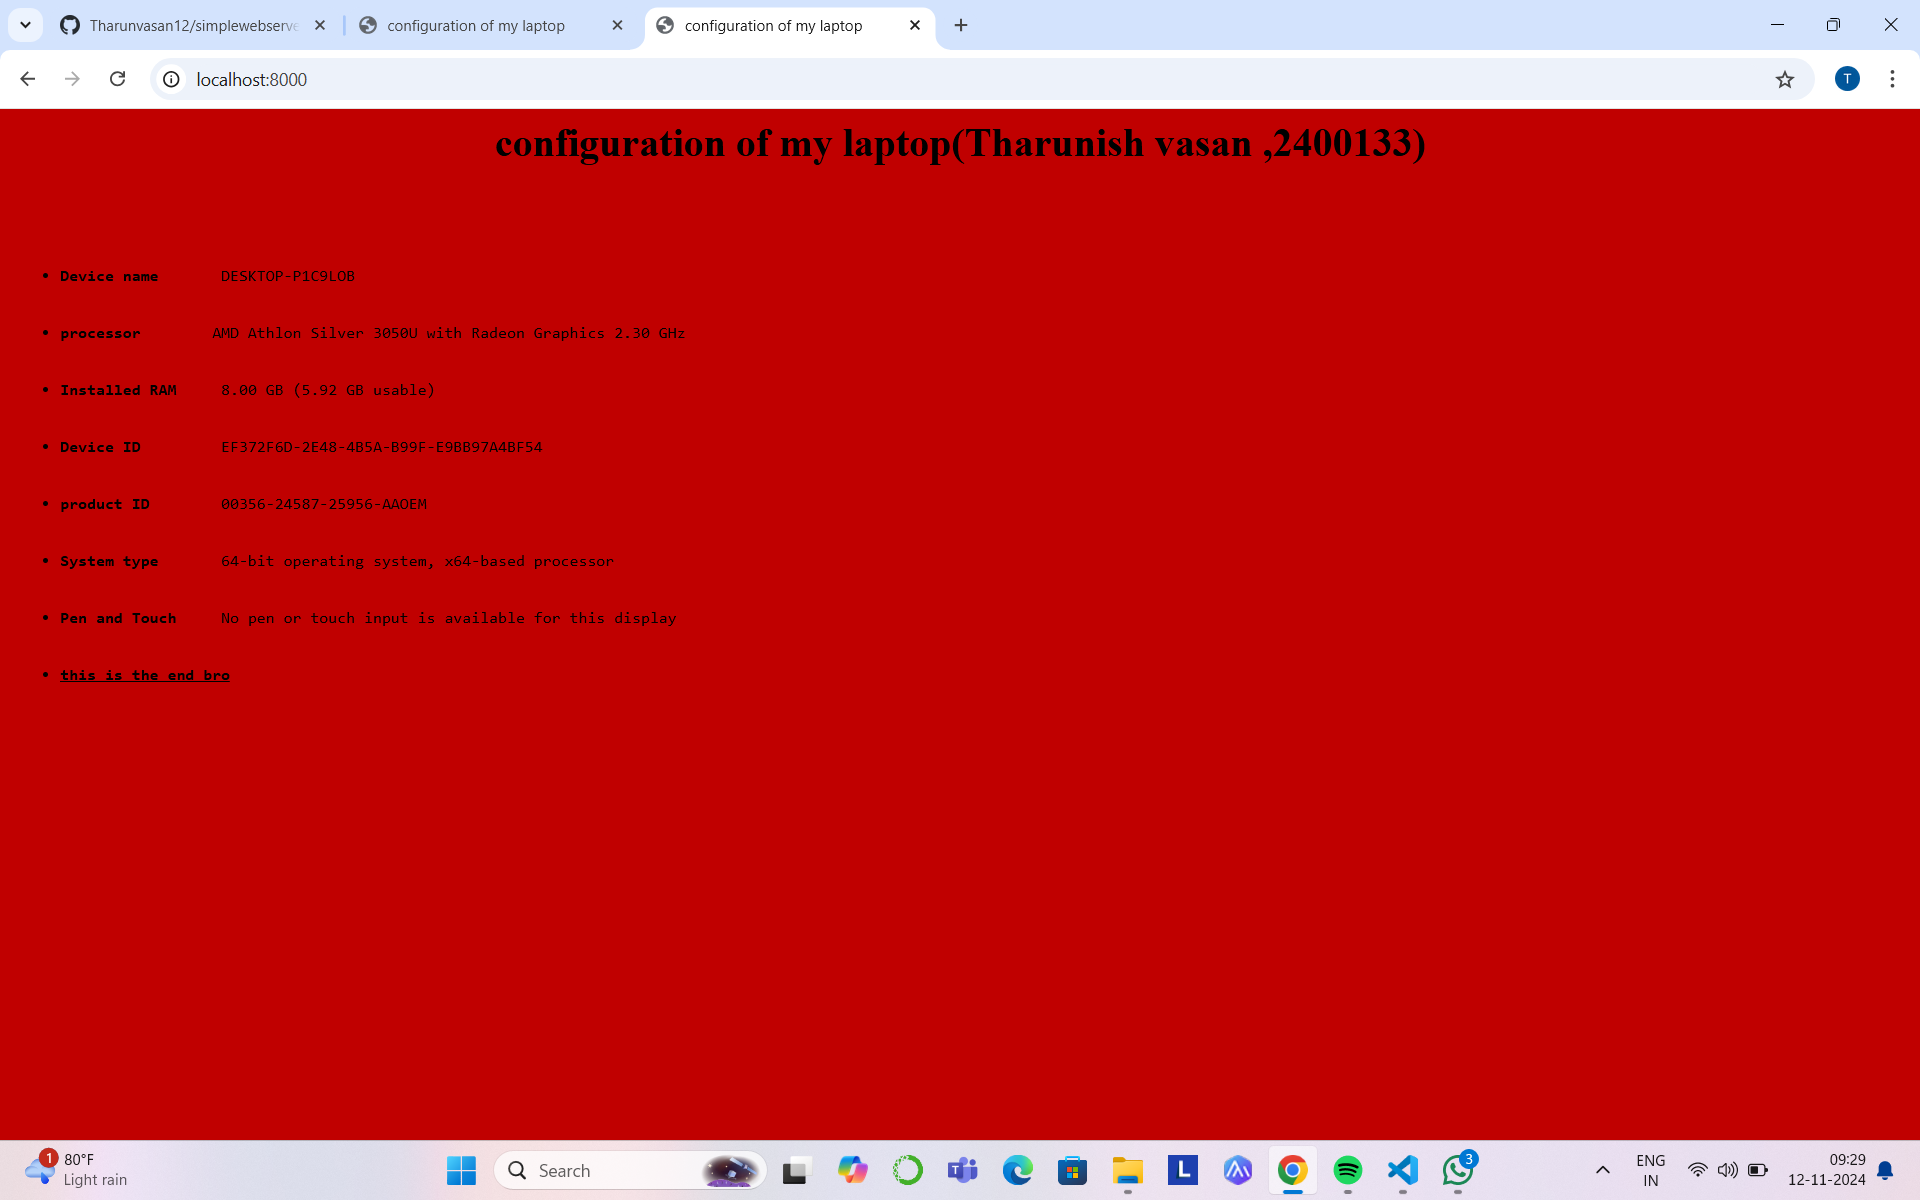 Tharunvasan12/simplewebserve
configuration of my laptop
configuration of my laptop
localhost:8000
T
configuration of my laptop(Tharunish vasan ,2400133)
• Device name DESKTOP-P1C9LOB
• processor AMD Athlon Silver 3050U with Radeon Graphics 2.30 GHz
• Installed RAM 8.00 GB (5.92 GB usable)
• Device ID EF372F6D-2E48-4B5A-B99F-E9BB97A4BF54
• product ID 00356-24587-25956-AAOEM
• System type 64-bit operating system, x64-based processor
• Pen and Touch No pen or touch input is available for this display
• this is the end bro
1
80°F
Light rain
Search
L
3
ENG
IN
09:29
12-11-2024